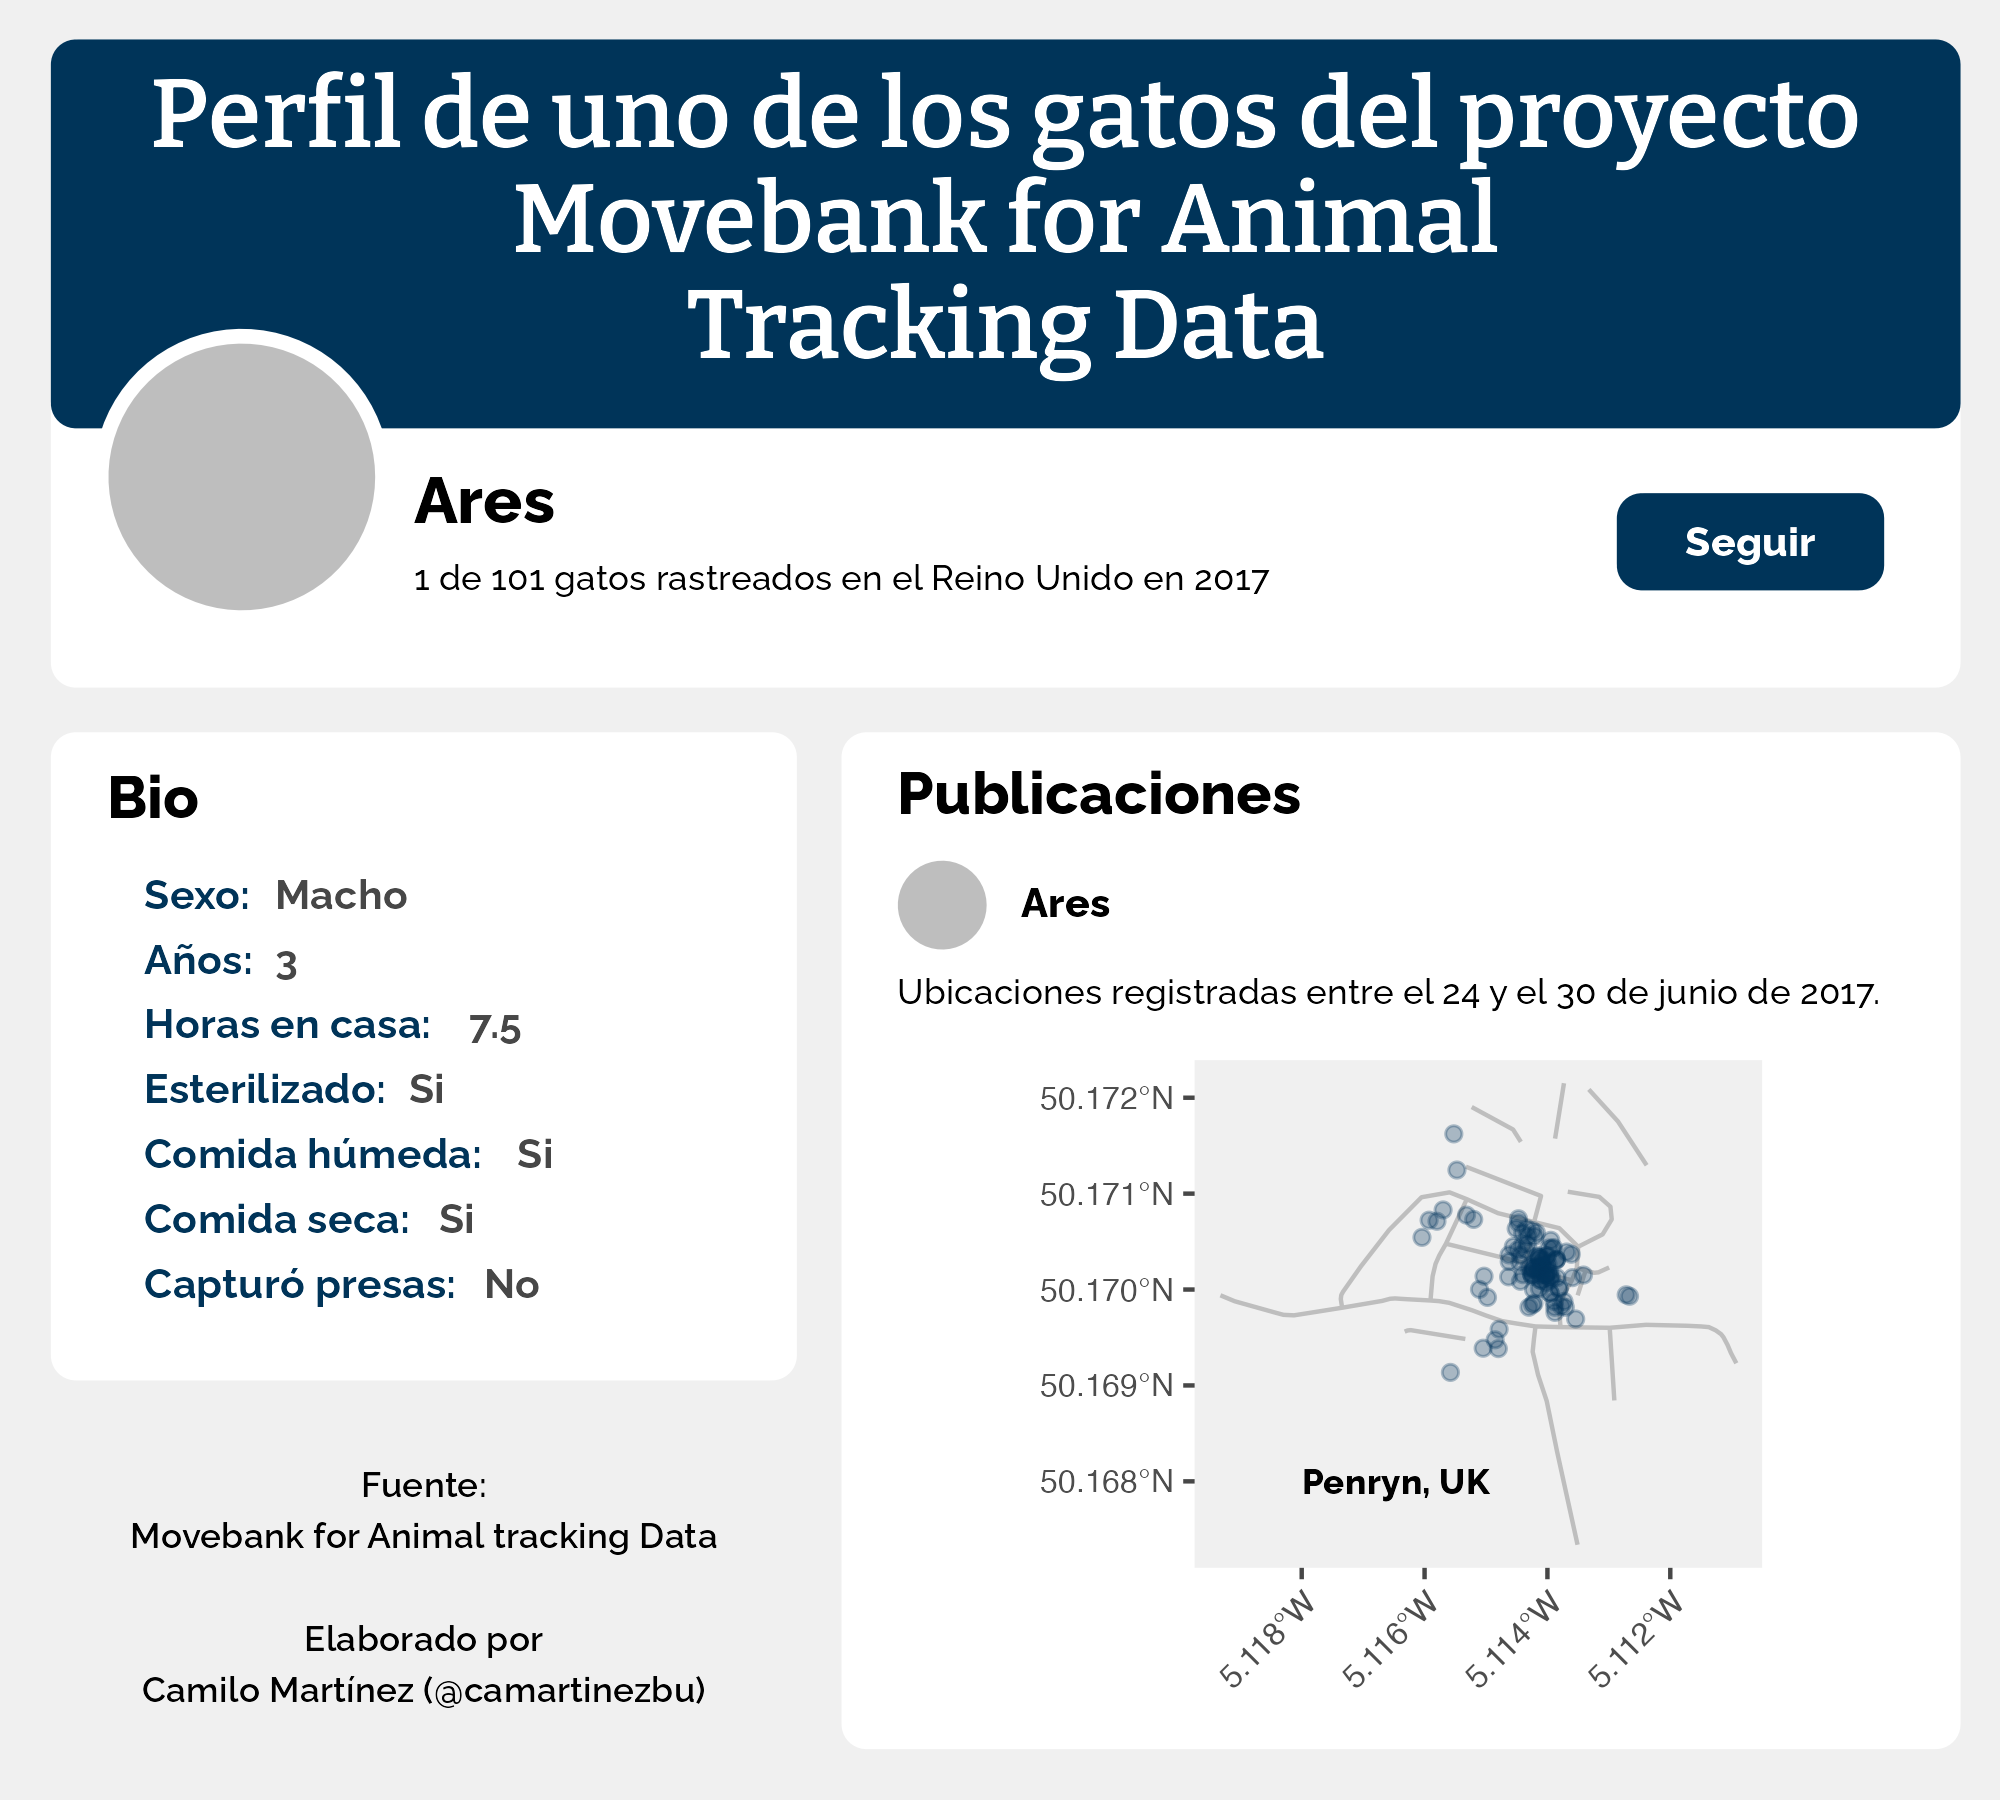 Perfil de uno de los gatos del proyecto
Movebank for Animal
Tracking Data
Ares
1 de 101 gatos rastreados en el Reino Unido en 2017
Seguir
Bio
Sexo: Macho
Años: 3
Horas en casa: 7.5
Esterilizado: Si
Comida húmeda: Si
Comida seca: Si
Capturó presas: No
Fuente:
Movebank for Animal tracking Data
Elaborado por
Camilo Martínez (@camartinezbu)
Publicaciones
Ares
Ubicaciones registradas entre el 24 y el 30 de junio de 2017.
50.172°N
50.171°N
50.170°N
50.169°N
50.168°N
Penryn, UK
5.118°W
5.116°W
5.114°W
5.112°W